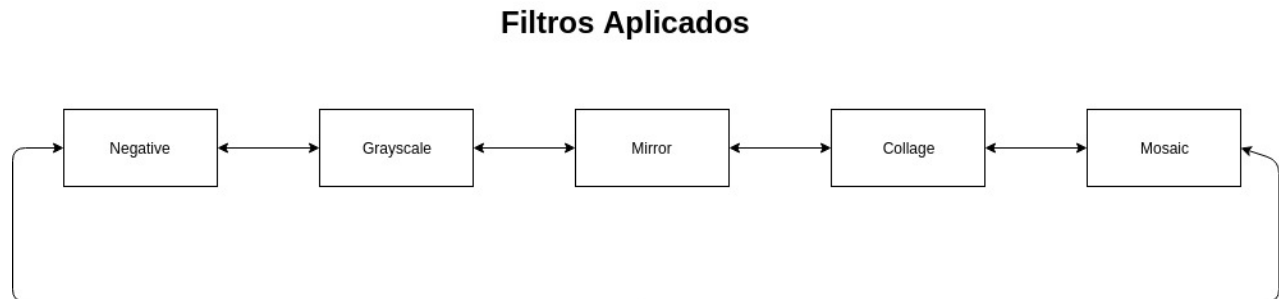 Filtros Aplicados
Negative
Grayscale
Mirror
Collage
Mosaic